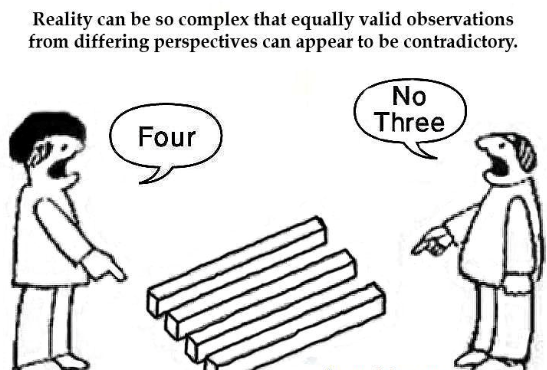 Reality can be so complex that equally valid observations
from differing perspectives can appear to be contradictory.
Four
No
Three